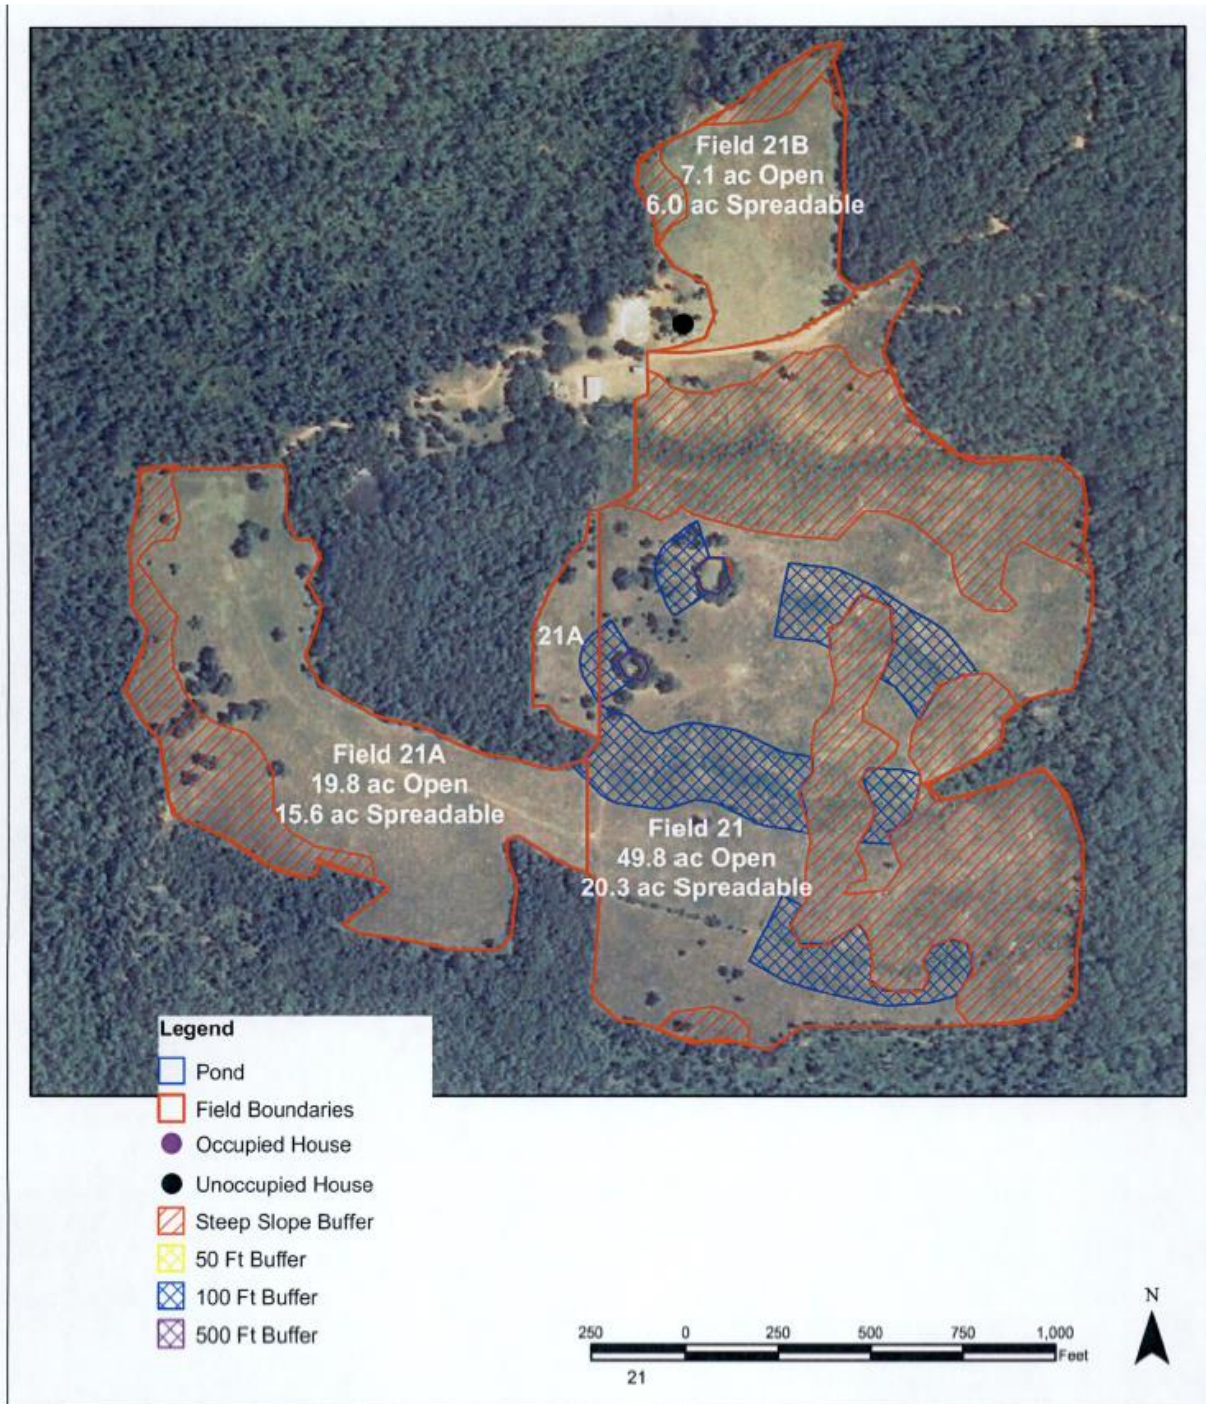 Field 21B
7.1 ac Open
6.0 ac Spreadable
21A
Field 21A
19.8 ac Open
15.6 ac Spreadable
Field 21
49.8 ac Open
20.3 ac Spreadable
Legend
Pond
Field Boundaries
Occupied House
Unoccupied House
Steep Slope Buffer
50 Ft Buffer
100 Ft Buffer
500 Ft Buffer
250 0 250 500 750 1,000
Feet
21
N